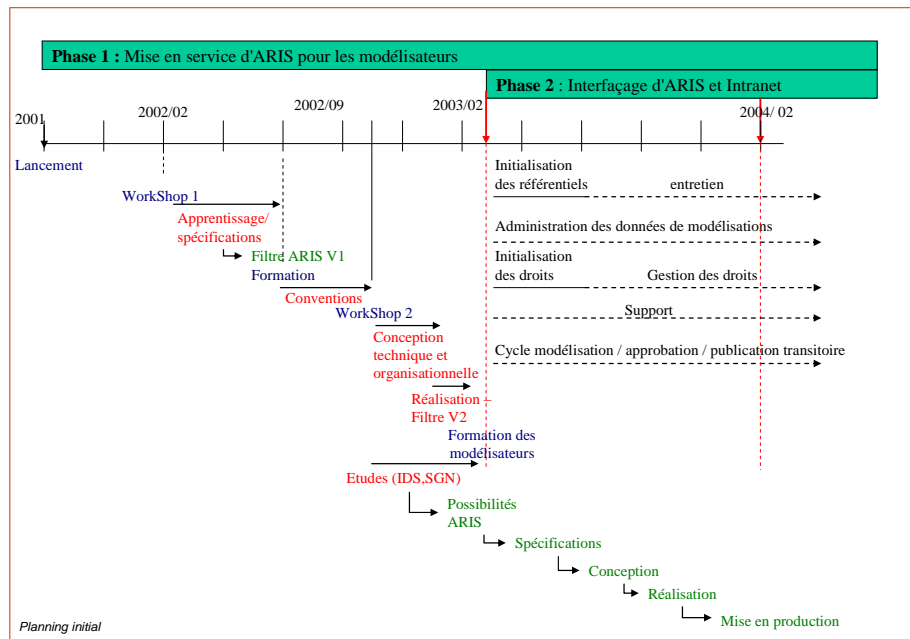 Phase 1 : Mise en service d'ARIS pour les modélisateurs
Phase 2 : Interfaçage d'ARIS et Intranet
2001
2002/02
2002/09
2003/02
2004/ 02
Lancement
WorkShop 1
Apprentissage/
spécifications
Filtre ARIS V1
Formation
Conventions
WorkShop 2
Conception
technique et
organisationnelle
Réalisation –
Filtre V2
Formation des
modélisateurs
Etudes (IDS,SGN)
Possibilités
ARIS
Spécifications
Conception
Réalisation
Mise en production
Initialisation
des référentiels
entretien
Administration des données de modélisations
Initialisation
des droits
Gestion des droits
Support
Cycle modélisation / approbation / publication transitoire
Planning initial